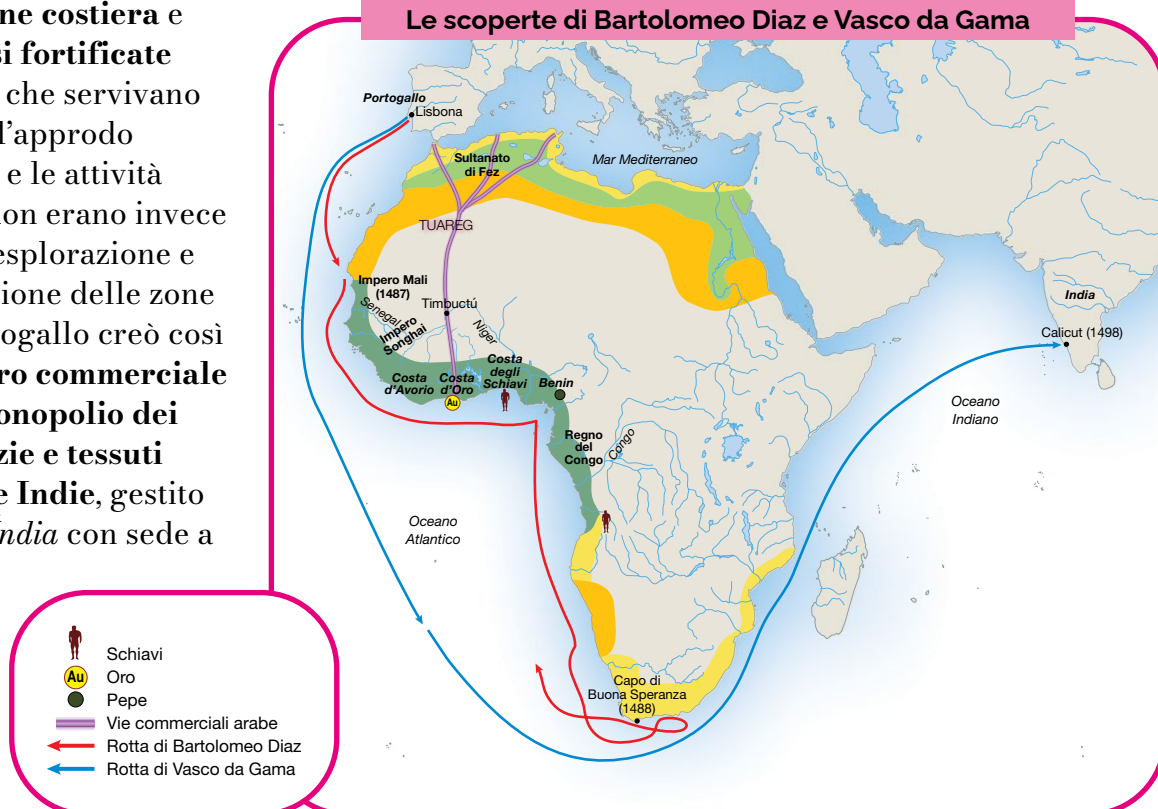 Le scoperte di Bartolomeo Diaz e Vasco da Gama
ne costiera e
si fortificate
che servivano
l'approdo
e le attività
non erano invece
esplorazione e
zione delle zone
ogallo creò così
ro commerciale
onopolio dei
zie e tessuti
e Indie, gestito
India con sede a
Portogallo
Lisbona
Sultanato
di Fez
Mar Mediterraneo
TUAREG
Impero Mali
(1487)
Timbuctú
Senegal
Impero
Songhai
Niger
Costa
d'Avorio
Costa
d'Oro
Au
Costa
degli
Schiavi
Benin
Regno
del
Congo
Congo
India
Calicut (1498)
Oceano
Indiano
Oceano
Atlantico
Capo di
Buona Speranza
(1488)
Schiavi
Au Oro
Pepe
Vie commerciali arabe
Rotta di Bartolomeo Diaz
Rotta di Vasco da Gama